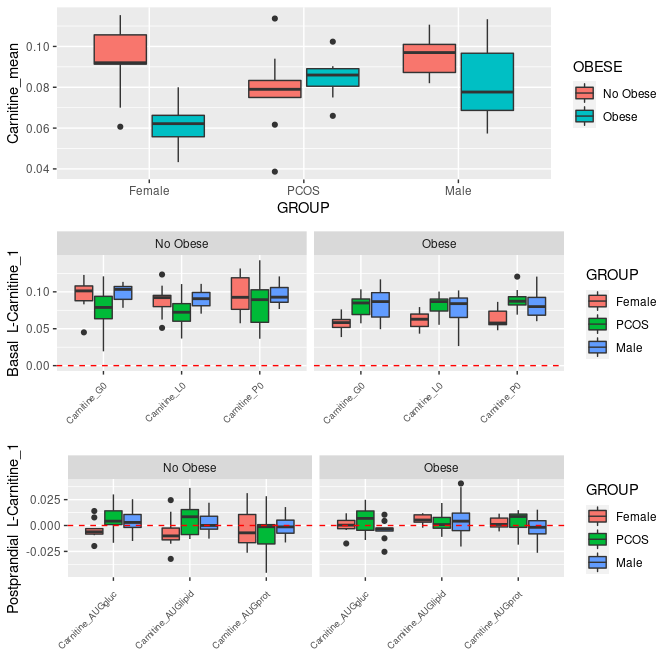 Carnitine_mean
0.10
0.08
0.06
0.04
Female
PCOS
Male
GROUP
OBESE
No Obese
Obese
Basal L-Carnitine_1
No Obese
Obese
0.10
0.05
0.00
Carnitine_G0
Carnitine_L0
Carnitine_P0
Carnitine_G0
Carnitine_L0
Carnitine_P0
GROUP
Female
PCOS
Male
Postprandial L-Carnitine_1
No Obese
Obese
0.025
0.000
-0.025
Carnitine_AUGgluc
Carnitine_AUGlipid
Carnitine_AUGprot
Carnitine_AUGgluc
Carnitine_AUGlipid
Carnitine_AUGprot
GROUP
Female
PCOS
Male